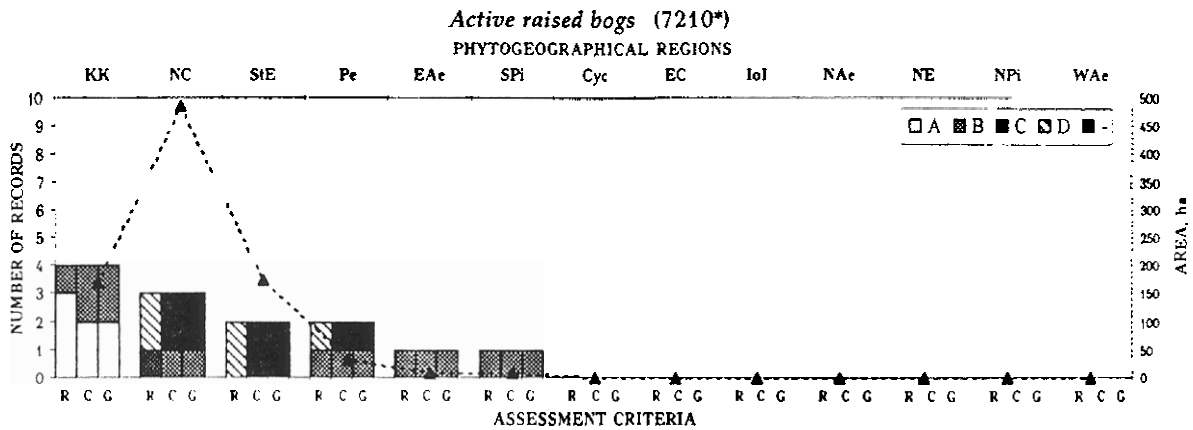 Active raised bogs (7210*)
PHYTOGEOGRAPHICAL REGIONS
KK NC StE Pe EAe SPi Cyc EC IoI NAe NE NPi WAe
10 500
A B C D -
9 450
8 400
7 350
6 300
5 250
4 200
3 150
2 100
1 50
0 0
NUMBER OF RECORDS
AREA, ha
R C G R C G R C G R C G R C G R C G R C G R C G R C G R C G R C G R C G R C G
ASSESSMENT CRITERIA